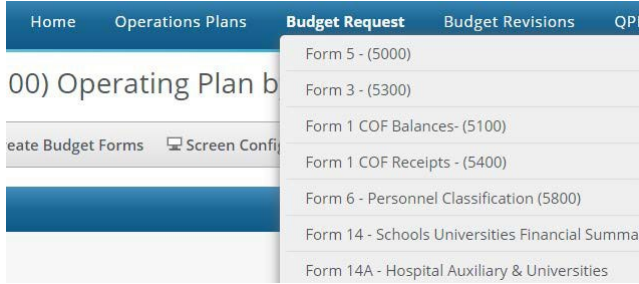 Home Operations Plans Budget Request Budget Revisions
Form 5 - (5000)
00) Operating Plan
Form 3 - (5300)
Form 1 COF Balances- (5100)
eate Budget Forms Screen
Form 1 COF Receipts - (5400)
Form 6 - Personnel Classification (5800)
Form 14 - Schools Universities Financial Summa
Form 14A - Hospital Auxiliary & Universities